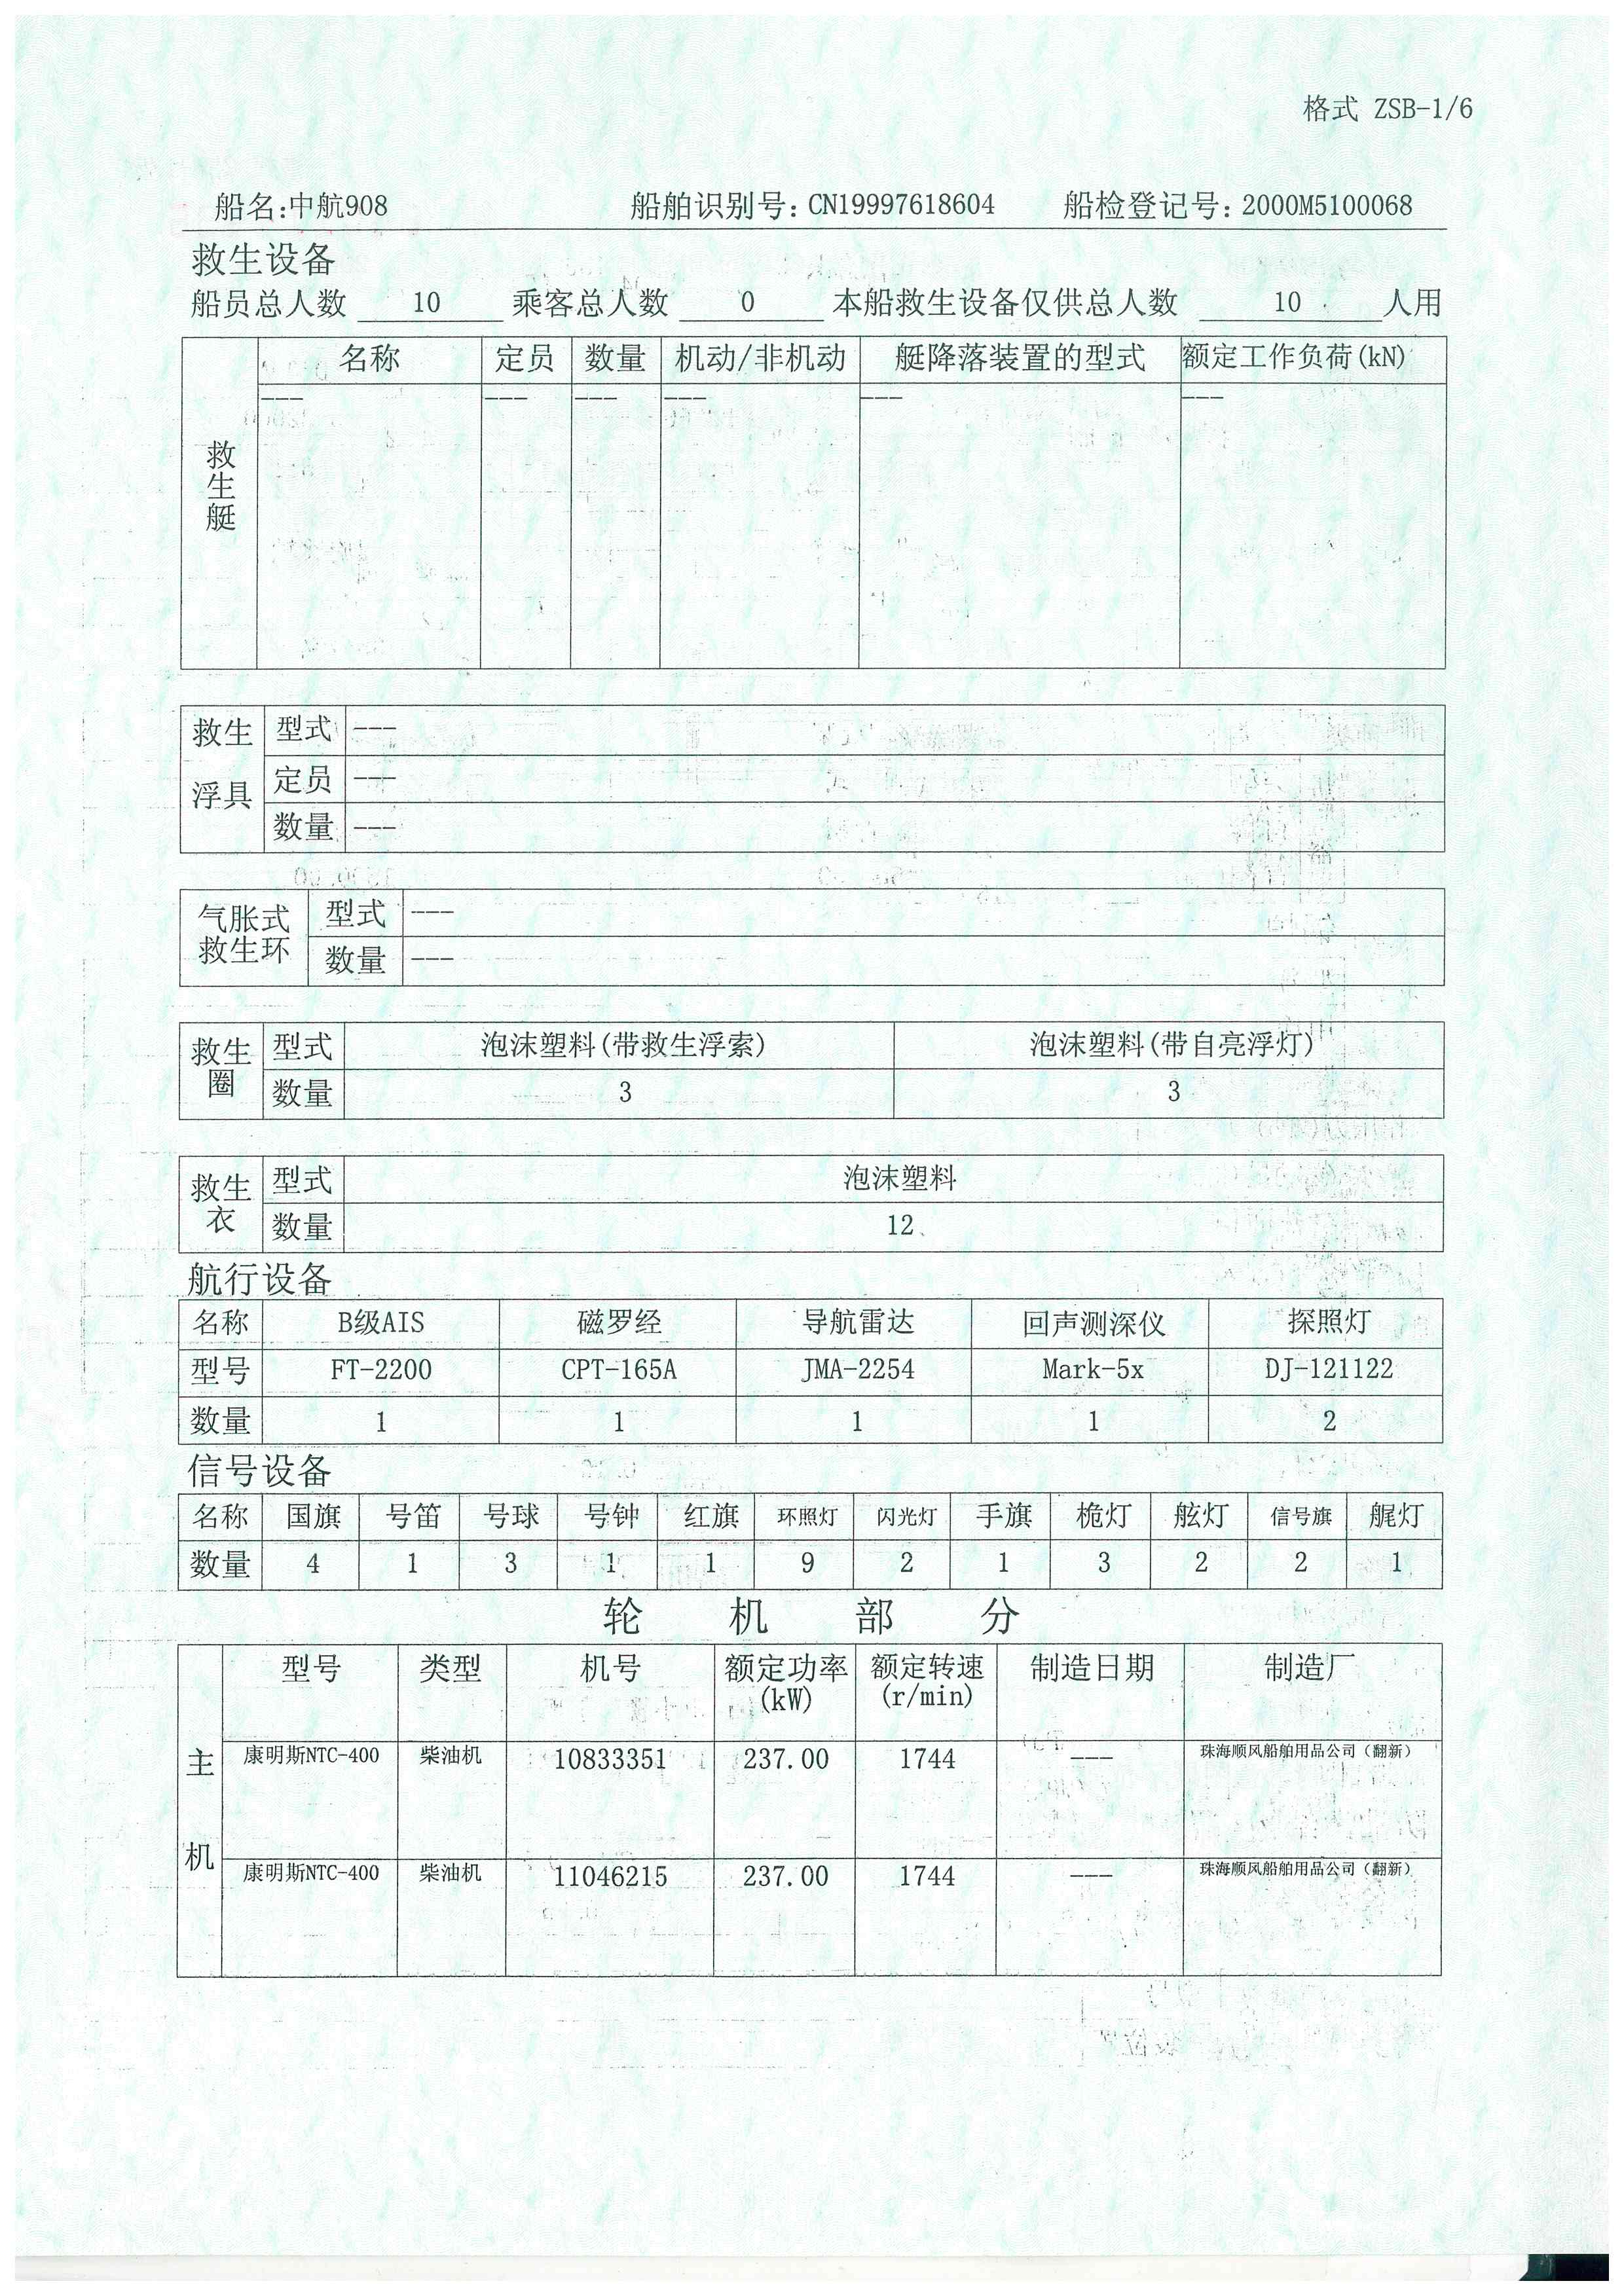 格式 ZSB-1/6
船名:中航908 船舶识别号:CN19997618604 船检登记号:2000M5100068
救生设备
船员总人数 10 乘客总人数 0 本船救生设备仅供总人数 10 人用
名称 定员 数量 机动/非机动 艇降落装置的型式 额定工作负荷(kN)
--- --- --- --- --- ---
救生艇
救生浮具 型式 ---
定员 ---
数量 ---
气胀式救生环 型式 ---
数量 ---
救生圈 型式 泡沫塑料(带救生浮索) 泡沫塑料(带自亮浮灯)
数量 3 3
救生衣 型式 泡沫塑料
数量 12
航行设备
名称 B级AIS 磁罗经 导航雷达 回声测深仪 探照灯
型号 FT-2200 CPT-165A JMA-2254 Mark-5x DJ-121122
数量 1 1 1 1 2
信号设备
名称 国旗 号笛 号球 号钟 红旗 环照灯 闪光灯 手旗 桅灯 舷灯 信号旗 艉灯
数量 4 1 3 1 1 9 2 1 3 2 2 1
轮机部分
主机 型号 类型 机号 额定功率(kW) 额定转速(r/min) 制造日期 制造厂
康明斯NTC-400 柴油机 10833351 237.00 1744 --- 珠海顺风船舶用品公司（翻新）
康明斯NTC-400 柴油机 11046215 237.00 1744 --- 珠海顺风船舶用品公司（翻新）